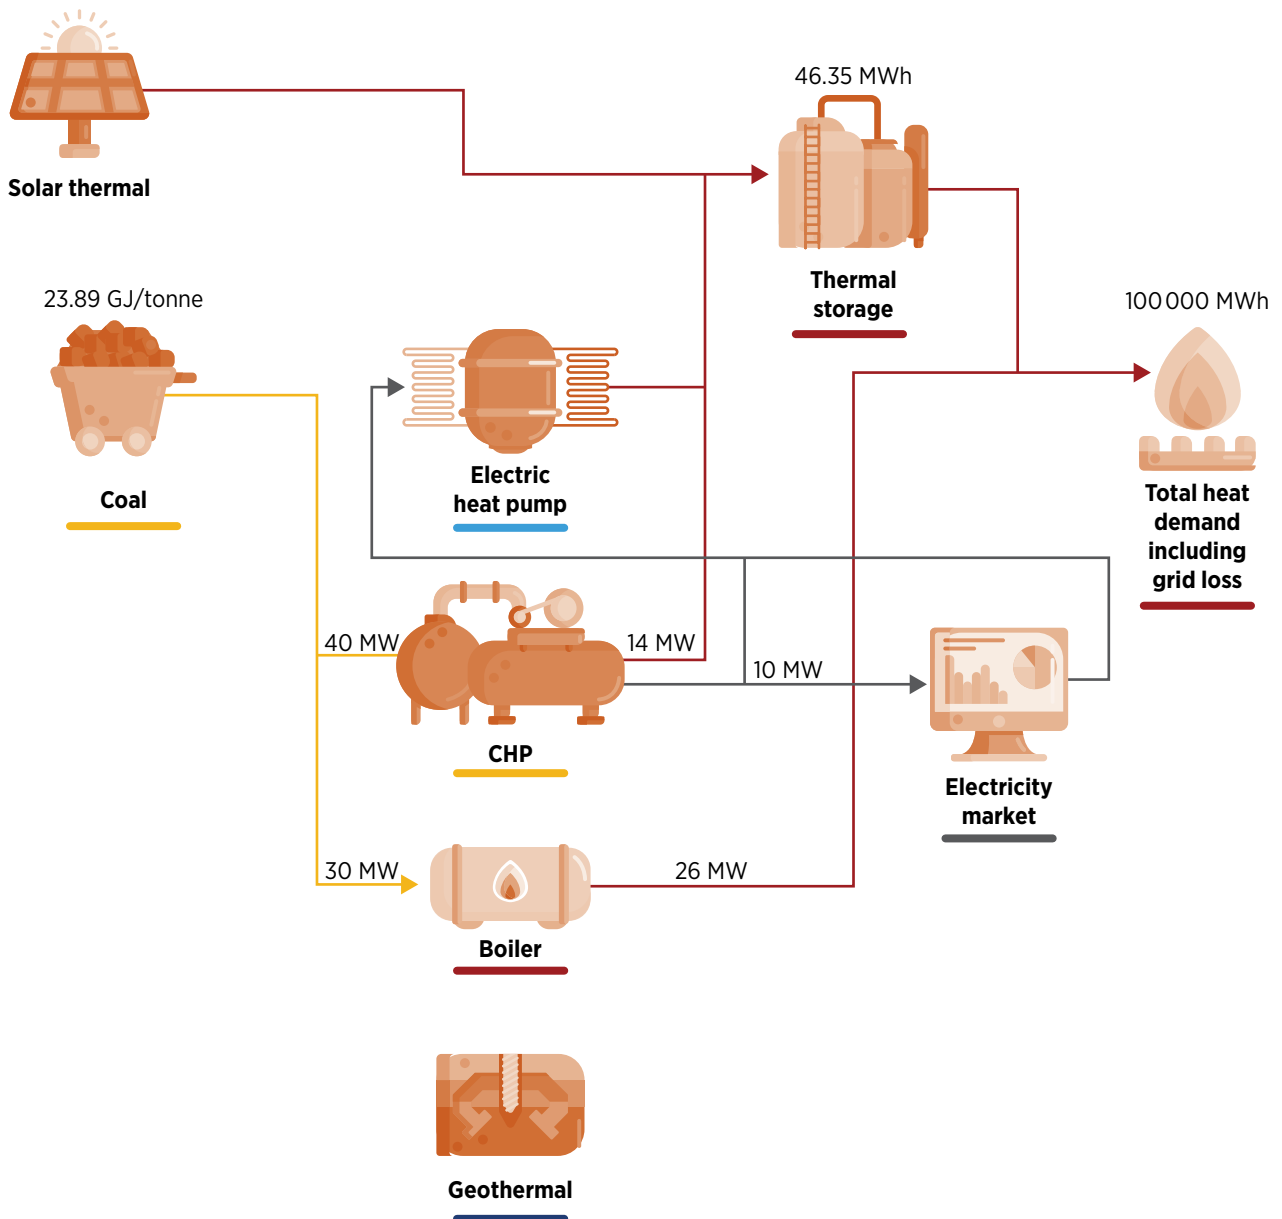 46.35 MWh
Solar thermal
Thermal
storage
23.89 GJ/tonne
100 000 MWh
Coal
Electric
heat pump
Total heat
demand
including
grid loss
40 MW
14 MW
10 MW
CHP
Electricity
market
30 MW
26 MW
Boiler
Geothermal